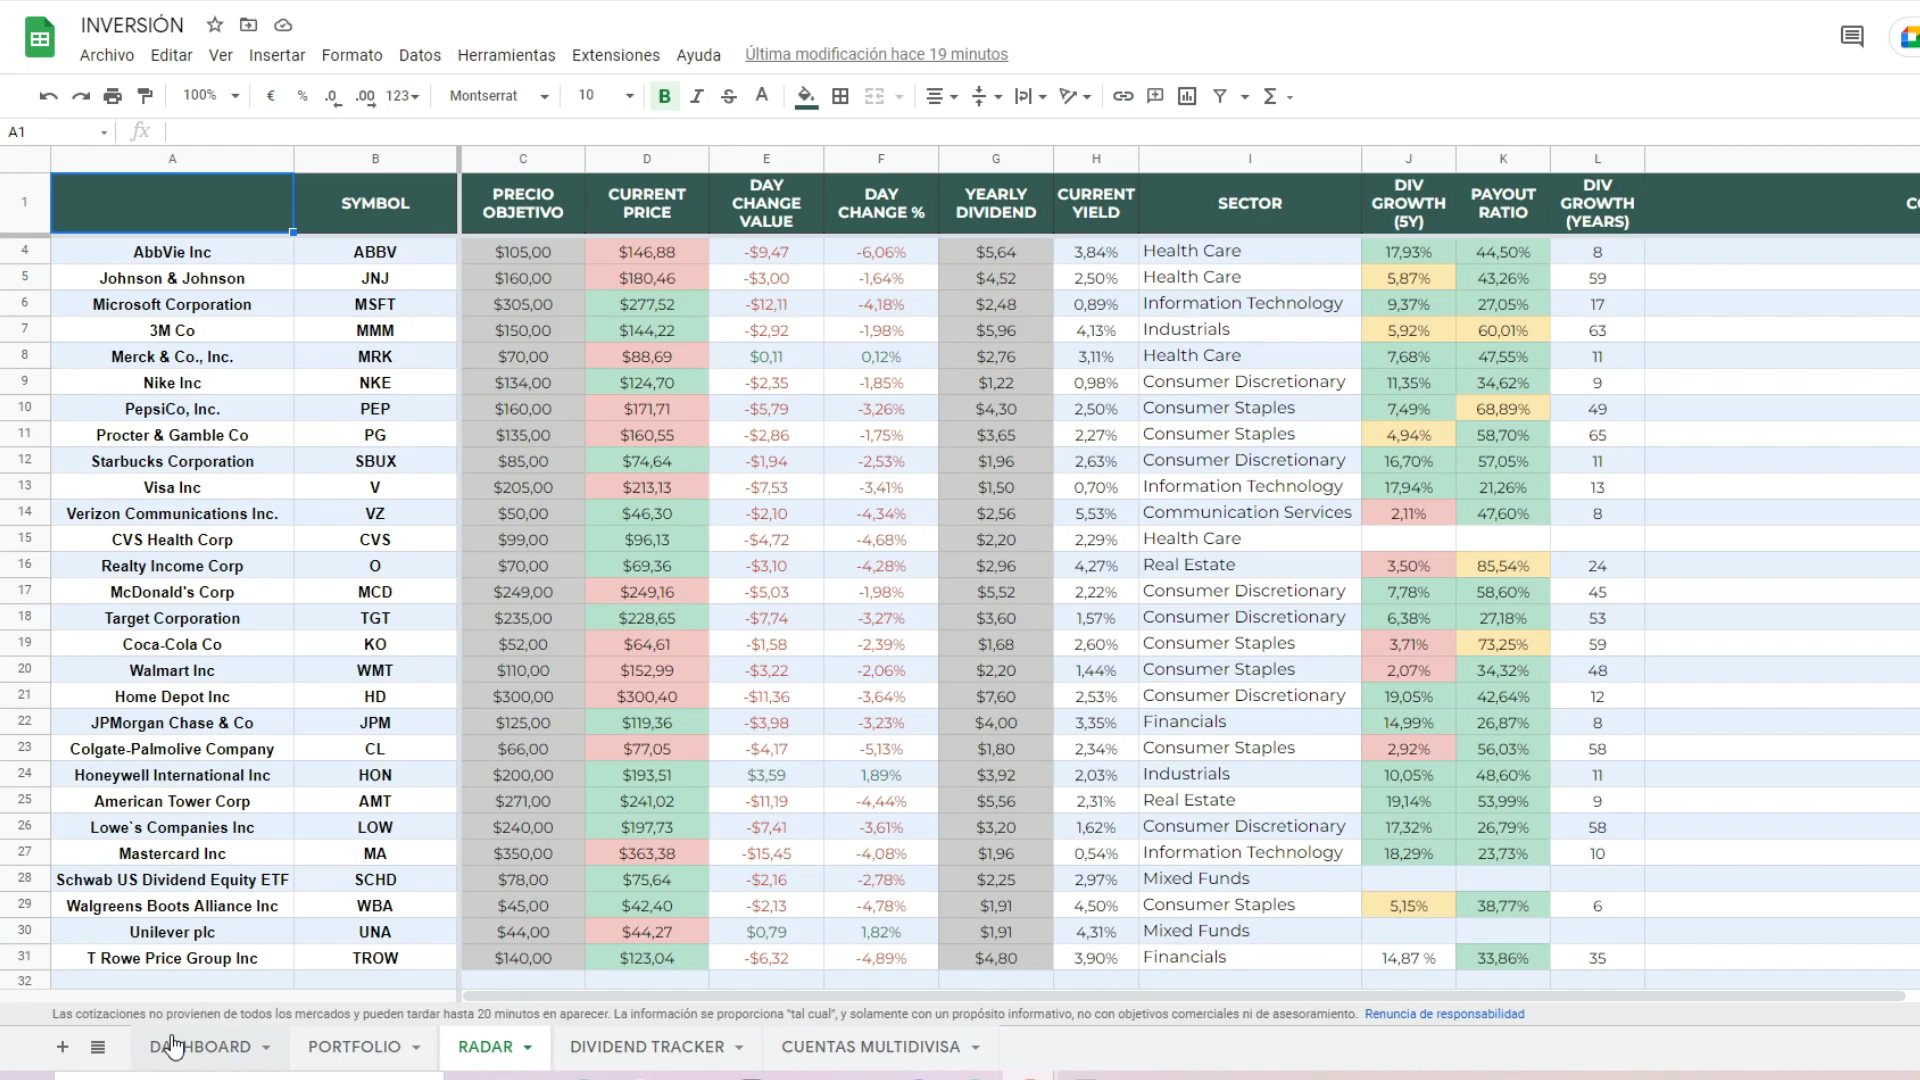 INVERSIÓN
Archivo Editar Ver Insertar Formato Datos Herramientas Extensiones Ayuda Última modificación hace 19 minutos
100% € % .0 .00 123 Montserrat 10 B I S A
A1 fx
A B C D E F G H I J K L
1 SYMBOL PRECIO OBJETIVO CURRENT PRICE DAY CHANGE VALUE DAY CHANGE % YEARLY DIVIDEND CURRENT YIELD SECTOR DIV GROWTH (5Y) PAYOUT RATIO DIV GROWTH (YEARS)
4 AbbVie Inc ABBV $105,00 $146,88 -$9,47 -6,06% $5,64 3,84% Health Care 17,93% 44,50% 8
5 Johnson & Johnson JNJ $160,00 $180,46 -$3,00 -1,64% $4,52 2,50% Health Care 5,87% 43,26% 59
6 Microsoft Corporation MSFT $305,00 $277,52 -$12,11 -4,18% $2,48 0,89% Information Technology 9,37% 27,05% 17
7 3M Co MMM $150,00 $144,22 -$2,92 -1,98% $5,96 4,13% Industrials 5,92% 60,01% 63
8 Merck & Co., Inc. MRK $70,00 $88,69 $0,11 0,12% $2,76 3,11% Health Care 7,68% 47,55% 11
9 Nike Inc NKE $134,00 $124,70 -$2,35 -1,85% $1,22 0,98% Consumer Discretionary 11,35% 34,62% 9
10 PepsiCo, Inc. PEP $160,00 $171,71 -$5,79 -3,26% $4,30 2,50% Consumer Staples 7,49% 68,89% 49
11 Procter & Gamble Co PG $135,00 $160,55 -$2,86 -1,75% $3,65 2,27% Consumer Staples 4,94% 58,70% 65
12 Starbucks Corporation SBUX $85,00 $74,64 -$1,94 -2,53% $1,96 2,63% Consumer Discretionary 16,70% 57,05% 11
13 Visa Inc V $205,00 $213,13 -$7,53 -3,41% $1,50 0,70% Information Technology 17,94% 21,26% 13
14 Verizon Communications Inc. VZ $50,00 $46,30 -$2,10 -4,34% $2,56 5,53% Communication Services 2,11% 47,60% 8
15 CVS Health Corp CVS $99,00 $96,13 -$4,72 -4,68% $2,20 2,29% Health Care
16 Realty Income Corp O $70,00 $69,36 -$3,10 -4,28% $2,96 4,27% Real Estate 3,50% 85,54% 24
17 McDonald's Corp MCD $249,00 $249,16 -$5,03 -1,98% $5,52 2,22% Consumer Discretionary 7,78% 58,60% 45
18 Target Corporation TGT $235,00 $228,65 -$7,74 -3,27% $3,60 1,57% Consumer Discretionary 6,38% 27,18% 53
19 Coca-Cola Co KO $52,00 $64,61 -$1,58 -2,39% $1,68 2,60% Consumer Staples 3,71% 73,25% 59
20 Walmart Inc WMT $110,00 $152,99 -$3,22 -2,06% $2,20 1,44% Consumer Staples 2,07% 34,32% 48
21 Home Depot Inc HD $300,00 $300,40 -$11,36 -3,64% $7,60 2,53% Consumer Discretionary 19,05% 42,64% 12
22 JPMorgan Chase & Co JPM $125,00 $119,36 -$3,98 -3,23% $4,00 3,35% Financials 14,99% 26,87% 8
23 Colgate-Palmolive Company CL $66,00 $77,05 -$4,17 -5,13% $1,80 2,34% Consumer Staples 2,92% 56,03% 58
24 Honeywell International Inc HON $200,00 $193,51 $3,59 1,89% $3,92 2,03% Industrials 10,05% 48,60% 11
25 American Tower Corp AMT $271,00 $241,02 -$11,19 -4,44% $5,56 2,31% Real Estate 19,14% 53,99% 9
26 Lowe`s Companies Inc LOW $240,00 $197,73 -$7,41 -3,61% $3,20 1,62% Consumer Discretionary 17,32% 26,79% 58
27 Mastercard Inc MA $350,00 $363,38 -$15,45 -4,08% $1,96 0,54% Information Technology 18,29% 23,73% 10
28 Schwab US Dividend Equity ETF SCHD $78,00 $75,64 -$2,16 -2,78% $2,25 2,97% Mixed Funds
29 Walgreens Boots Alliance Inc WBA $45,00 $42,40 -$2,13 -4,78% $1,91 4,50% Consumer Staples 5,15% 38,77% 6
30 Unilever plc UNA $44,00 $44,27 $0,79 1,82% $1,91 4,31% Mixed Funds
31 T Rowe Price Group Inc TROW $140,00 $123,04 -$6,32 -4,89% $4,80 3,90% Financials 14,87 % 33,86% 35
32
Las cotizaciones no provienen de todos los mercados y pueden tardar hasta 20 minutos en aparecer. La información se proporciona "tal cual", y solamente con un propósito informativo, no con objetivos comerciales ni de asesoramiento. Renuncia de responsabilidad
DASHBOARD PORTFOLIO RADAR DIVIDEND TRACKER CUENTAS MULTIDIVISA